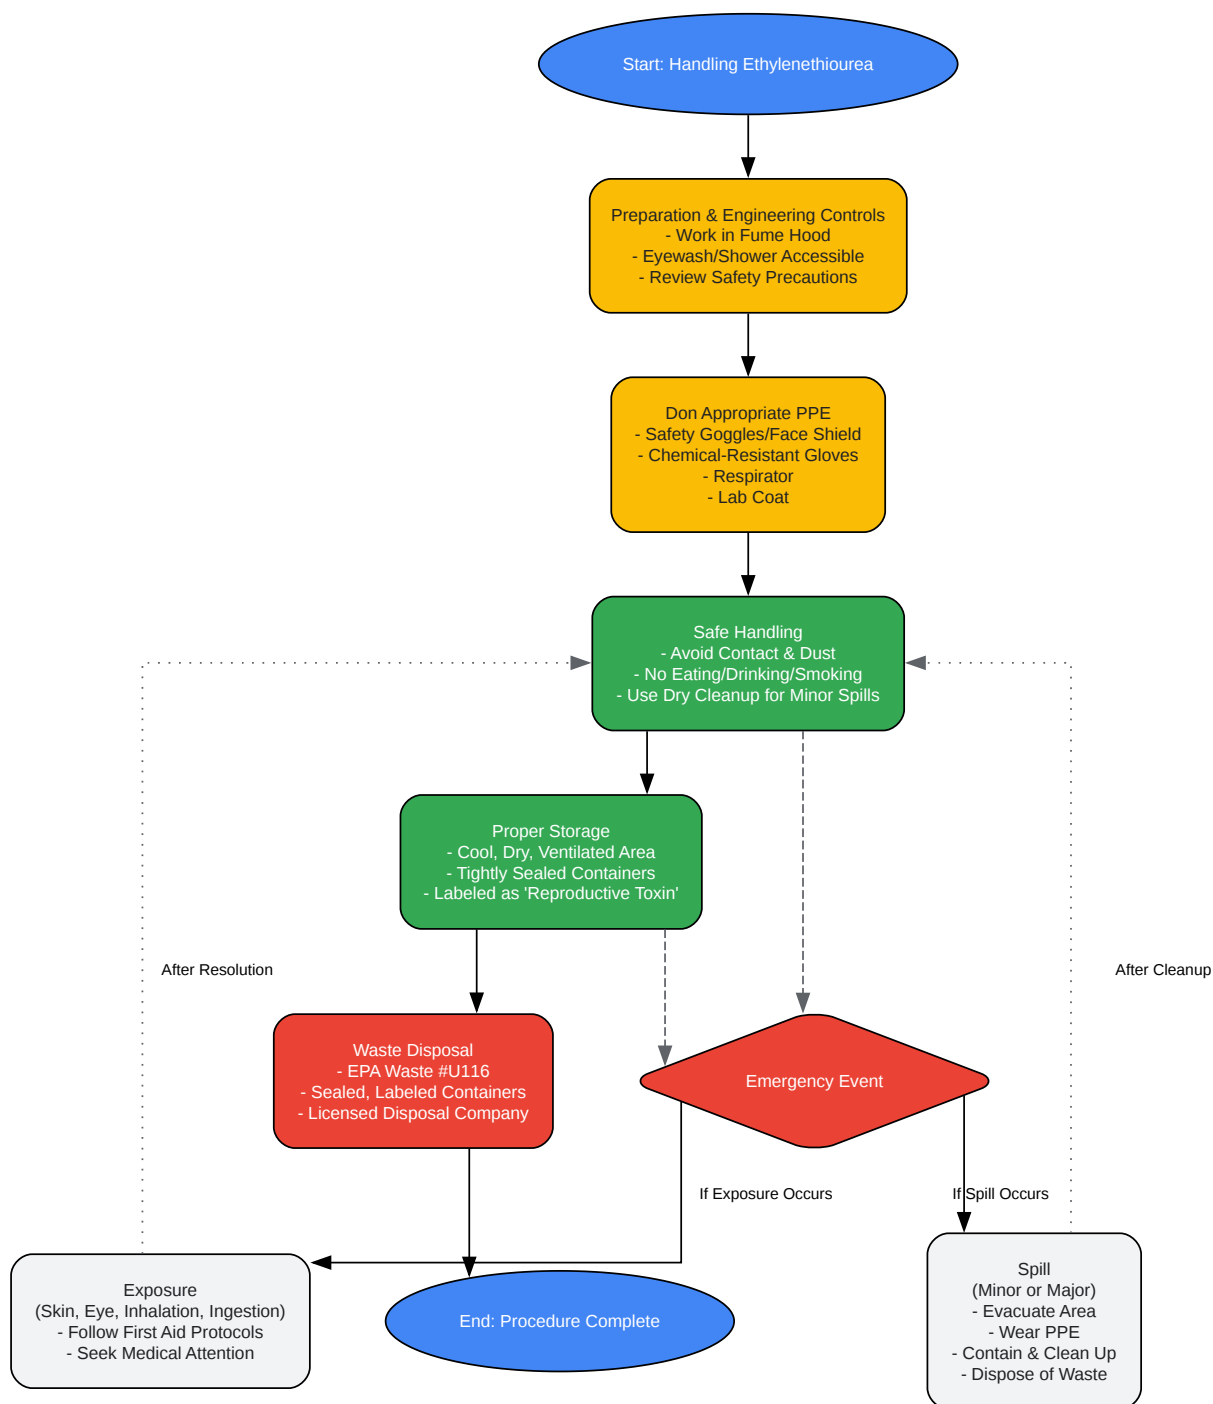 Start: Handling Ethylenethiourea
Preparation & Engineering Controls
- Work in Fume Hood
- Eyewash/Shower Accessible
- Review Safety Precautions
Don Appropriate PPE
- Safety Goggles/Face Shield
- Chemical-Resistant Gloves
- Respirator
- Lab Coat
Safe Handling
- Avoid Contact & Dust
- No Eating/Drinking/Smoking
- Use Dry Cleanup for Minor Spills
Proper Storage
- Cool, Dry, Ventilated Area
- Tightly Sealed Containers
- Labeled as 'Reproductive Toxin'
After Resolution
After Cleanup
Waste Disposal
- EPA Waste #U116
- Sealed, Labeled Containers
- Licensed Disposal Company
Emergency Event
If Exposure Occurs
If Spill Occurs
Exposure
(Skin, Eye, Inhalation, Ingestion)
- Follow First Aid Protocols
- Seek Medical Attention
End: Procedure Complete
Spill
(Minor or Major)
- Evacuate Area
- Wear PPE
- Contain & Clean Up
- Dispose of Waste